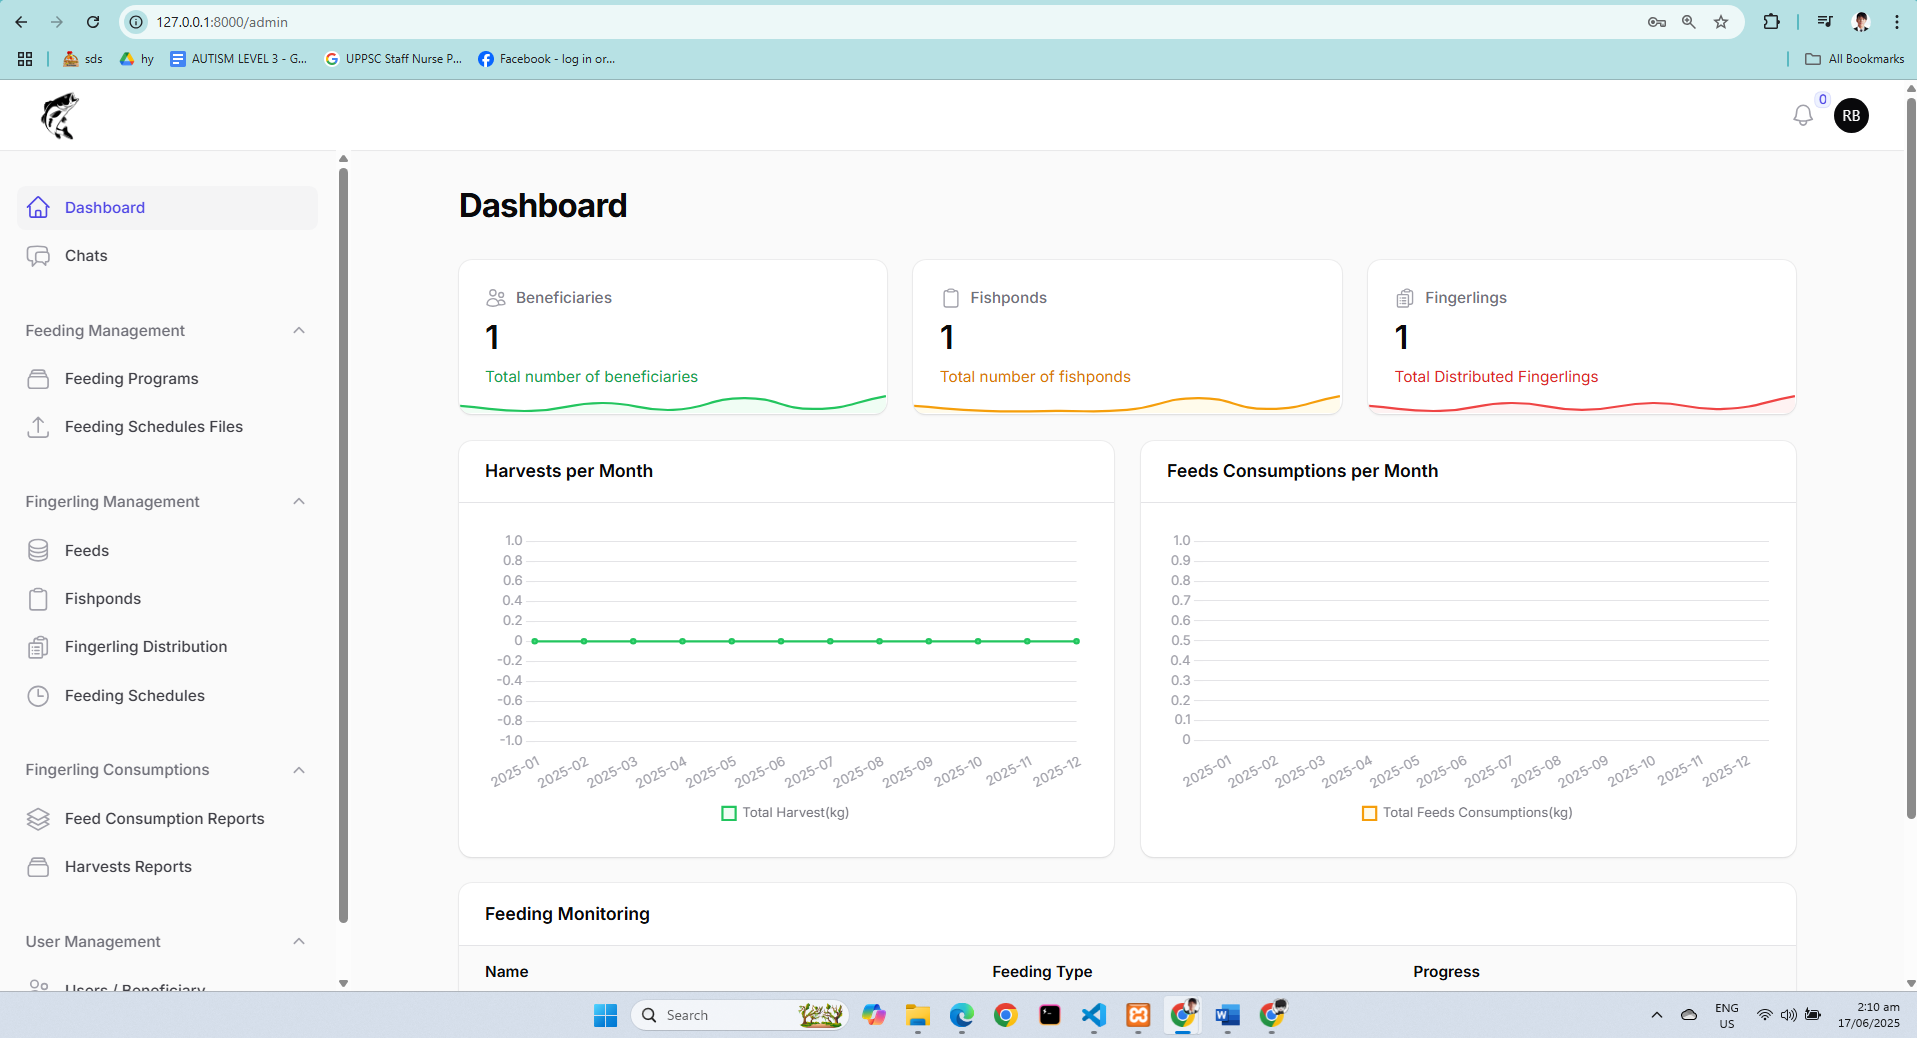 127.0.0.1:8000/admin
sds
hy
AUTISM LEVEL 3 - G...
UPPSC Staff Nurse P...
Facebook - log in or...
All Bookmarks
0
RB
Dashboard
Chats
Feeding Management
Feeding Programs
Feeding Schedules Files
Fingerling Management
Feeds
Fishponds
Fingerling Distribution
Feeding Schedules
Fingerling Consumptions
Feed Consumption Reports
Harvests Reports
User Management
Users / Beneficiary
Dashboard
Beneficiaries
1
Total number of beneficiaries
Fishponds
1
Total number of fishponds
Fingerlings
1
Total Distributed Fingerlings
Harvests per Month
1.0
0.8
0.6
0.4
0.2
0
-0.2
-0.4
-0.6
-0.8
-1.0
2025-01 2025-02 2025-03 2025-04 2025-05 2025-06 2025-07 2025-08 2025-09 2025-10 2025-11 2025-12
Total Harvest(kg)
Feeds Consumptions per Month
1.0
0.9
0.8
0.7
0.6
0.5
0.4
0.3
0.2
0.1
0
2025-01 2025-02 2025-03 2025-04 2025-05 2025-06 2025-07 2025-08 2025-09 2025-10 2025-11 2025-12
Total Feeds Consumptions(kg)
Feeding Monitoring
Name Feeding Type Progress
Search
ENG
US
2:10 am
17/06/2025